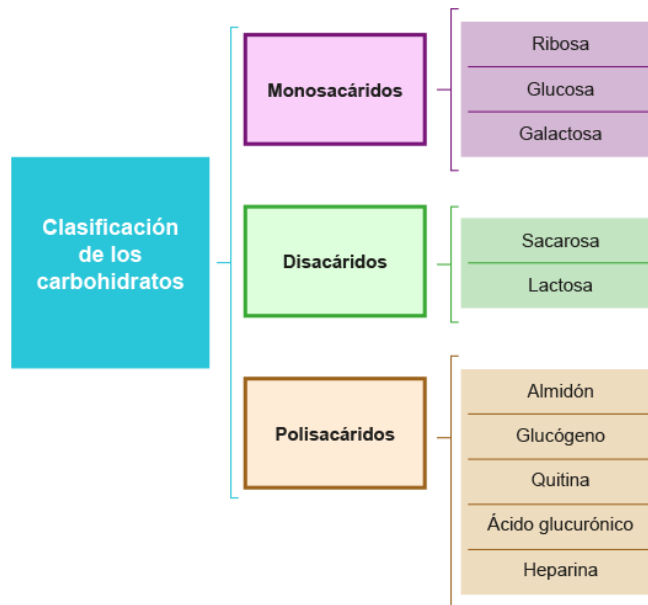 Clasificación
de los
carbohidratos
Monosacáridos
Ribosa
Glucosa
Galactosa
Disacáridos
Sacarosa
Lactosa
Polisacáridos
Almidón
Glucógeno
Quitina
Ácido glucurónico
Heparina